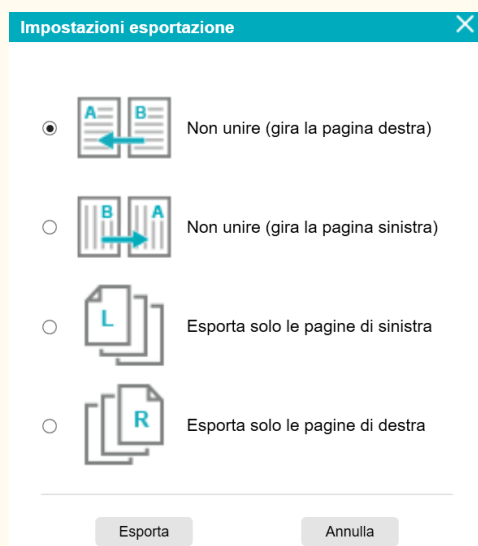 Impostazioni esportazione
A B
Non unire (gira la pagina destra)
B A
Non unire (gira la pagina sinistra)
L
Esporta solo le pagine di sinistra
R
Esporta solo le pagine di destra
Esporta Annulla